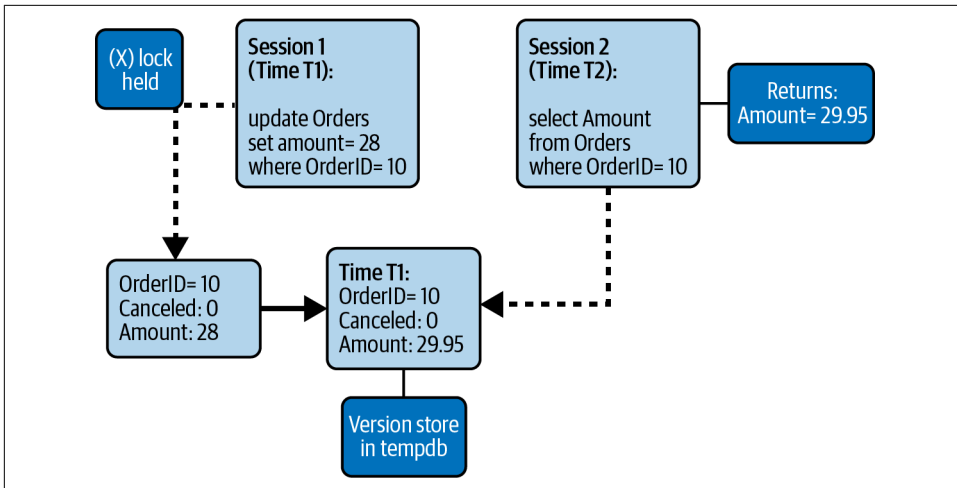 (X) lock
held
Session 1
(Time T1):
update Orders
set amount= 28
where OrderID= 10
Session 2
(Time T2):
select Amount
from Orders
where OrderID= 10
Returns:
Amount= 29.95
OrderID= 10
Canceled: 0
Amount: 28
Time T1:
OrderID= 10
Canceled: 0
Amount: 29.95
Version store
in tempdb